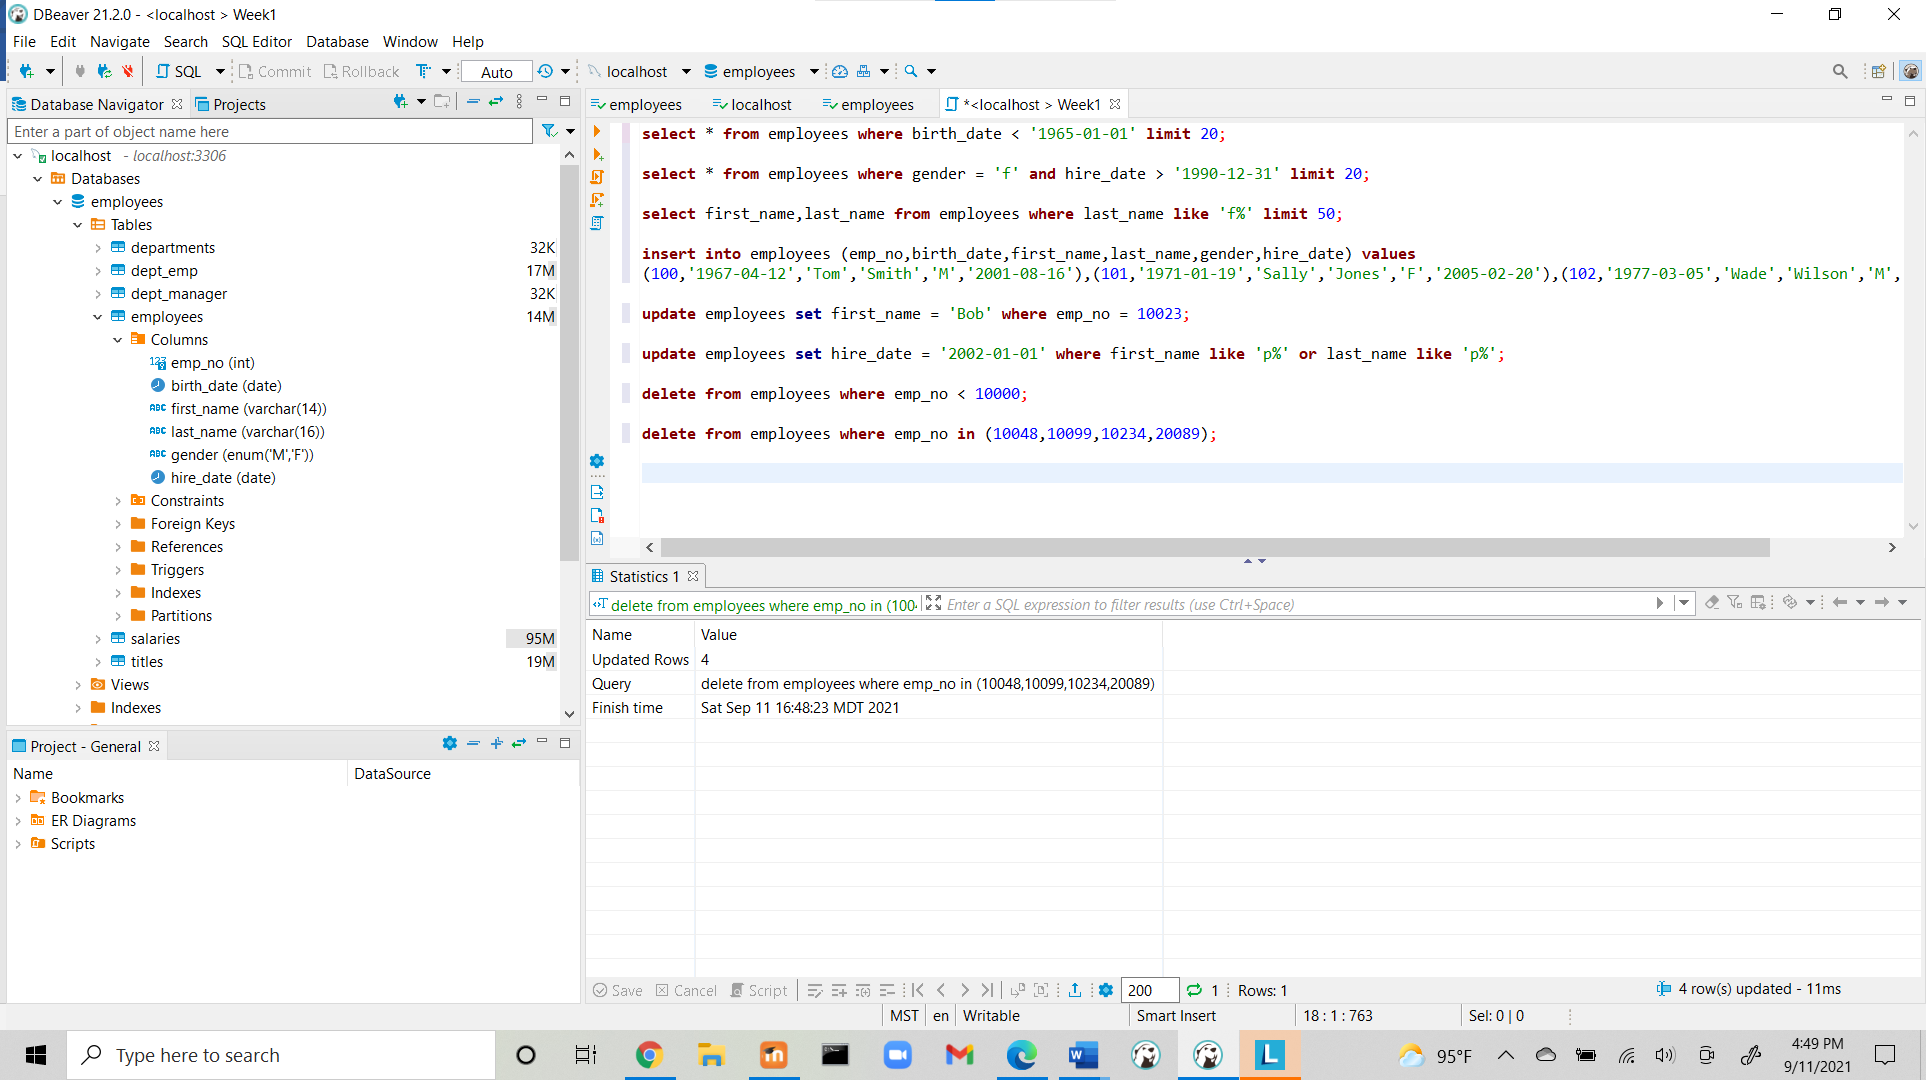 DBeaver 21.2.0 - <localhost > Week1
File Edit Navigate Search SQL Editor Database Window Help
SQL Commit Rollback Auto localhost employees
Database Navigator Projects
Enter a part of object name here
localhost - localhost:3306
Databases
employees
Tables
departments 32K
dept_emp 17M
dept_manager 32K
employees 14M
Columns
123 emp_no (int)
birth_date (date)
ABC first_name (varchar(14))
ABC last_name (varchar(16))
ABC gender (enum('M','F'))
hire_date (date)
Constraints
Foreign Keys
References
Triggers
Indexes
Partitions
salaries 95M
titles 19M
Views
Indexes
Project - General
Name DataSource
Bookmarks
ER Diagrams
Scripts
employees localhost employees *<localhost > Week1
select * from employees where birth_date < '1965-01-01' limit 20;
select * from employees where gender = 'f' and hire_date > '1990-12-31' limit 20;
select first_name,last_name from employees where last_name like 'f%' limit 50;
insert into employees (emp_no,birth_date,first_name,last_name,gender,hire_date) values
(100,'1967-04-12','Tom','Smith','M','2001-08-16'),(101,'1971-01-19','Sally','Jones','F','2005-02-20'),(102,'1977-03-05','Wade','Wilson','M',
update employees set first_name = 'Bob' where emp_no = 10023;
update employees set hire_date = '2002-01-01' where first_name like 'p%' or last_name like 'p%';
delete from employees where emp_no < 10000;
delete from employees where emp_no in (10048,10099,10234,20089);
Statistics 1
delete from employees where emp_no in (100 Enter a SQL expression to filter results (use Ctrl+Space)
Name Value
Updated Rows 4
Query delete from employees where emp_no in (10048,10099,10234,20089)
Finish time Sat Sep 11 16:48:23 MDT 2021
Save Cancel Script 200 1 Rows: 1 4 row(s) updated - 11ms
MST en Writable Smart Insert 18 : 1 : 763 Sel: 0 | 0
Type here to search 95°F 4:49 PM
9/11/2021